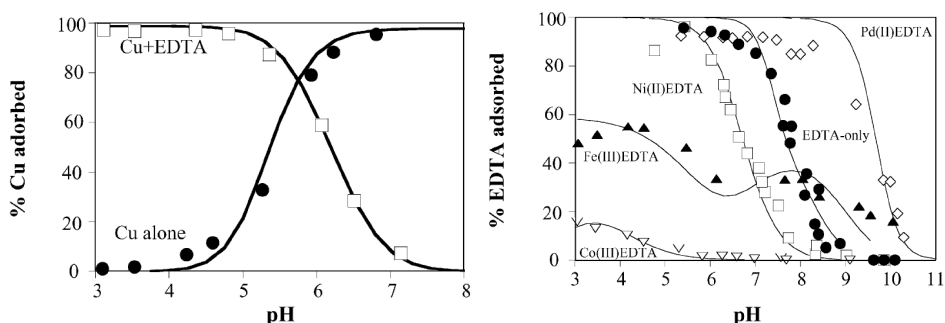 % Cu adorbed
100
80
60
40
20
0
Cu+EDTA
Cu alone
3
4
5
6
7
8
pH
% EDTA adsorbed
100
80
60
40
20
0
Pd(II)EDTA
Ni(II)EDTA
EDTA-only
Fe(III)EDTA
Co(III)EDTA
3
4
5
6
7
8
9
10
11
pH